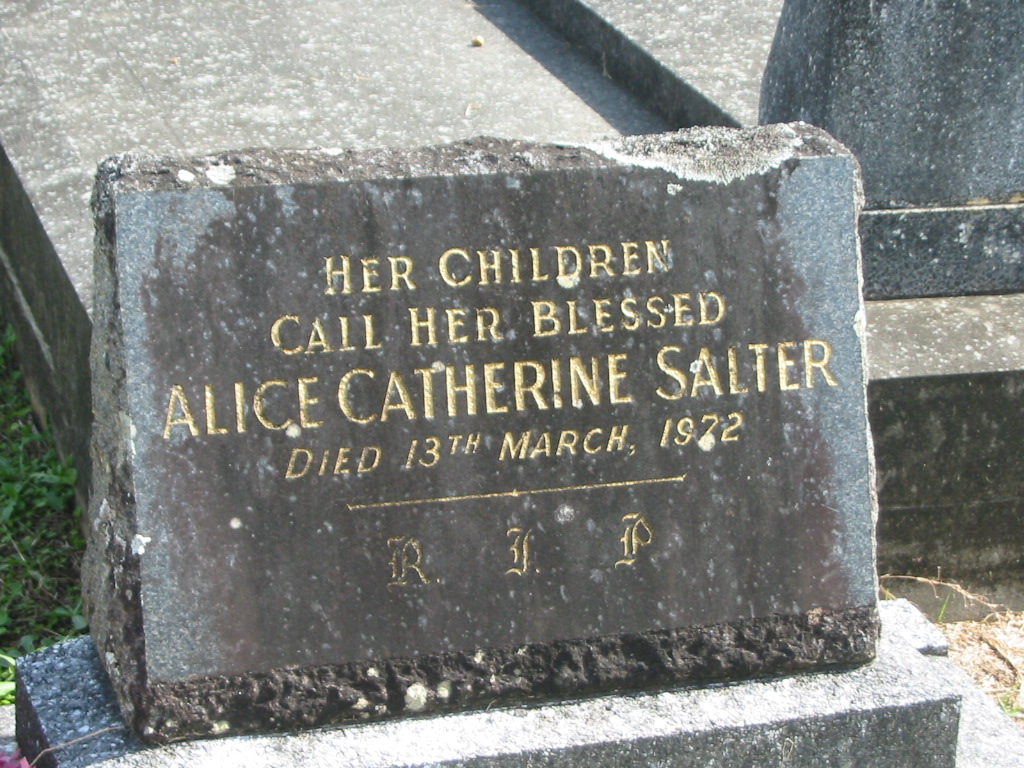 HER CHILDREN
CALL HER BLESSED
ALICE CATHERINE SALTER
DIED 13TH MARCH, 1972
R. I. P